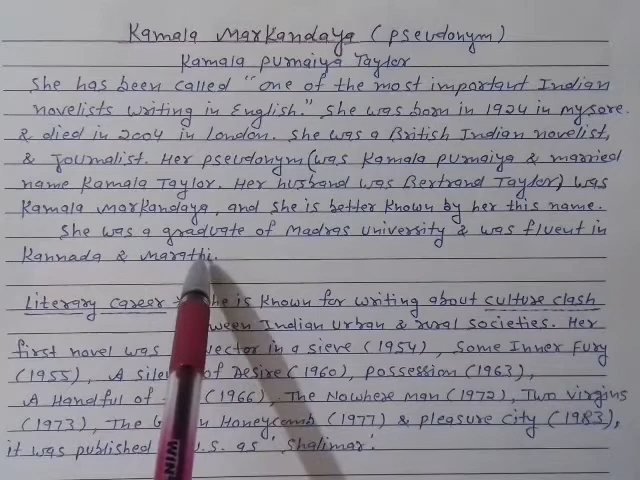 Kamala Markandaya (pseudonym)
Kamala Purnaiya Taylor
She has been called "one of the most important Indian
novelists writing in English." She was born in 1924 in mysore.
& died in 2004 in london. She was a British Indian novelist,
& Journalist. Her pseudonym (was Kamala Purnaiya & married
name Kamala Taylor. Her husband was Bertrand Taylor) was
Kamala Markandaya, and she is better known by her this name.
She was a graduate of Madras university & was fluent in
Kannada & Marathi.
Literary career he is known for writing about culture clash
ween Indian urban & rural societies. Her
first novel was ector in a sieve (1954), Some Inner Fury
(1955), A Sile of Desire (1960), Possession (1963),
A Handful of (1966). The Nowhere Man (1972), Two virgins
(1973), The G n Honeycomb (1977) & pleasure city (1983),
it was published U.S. as 'Shalimar'.
WIN